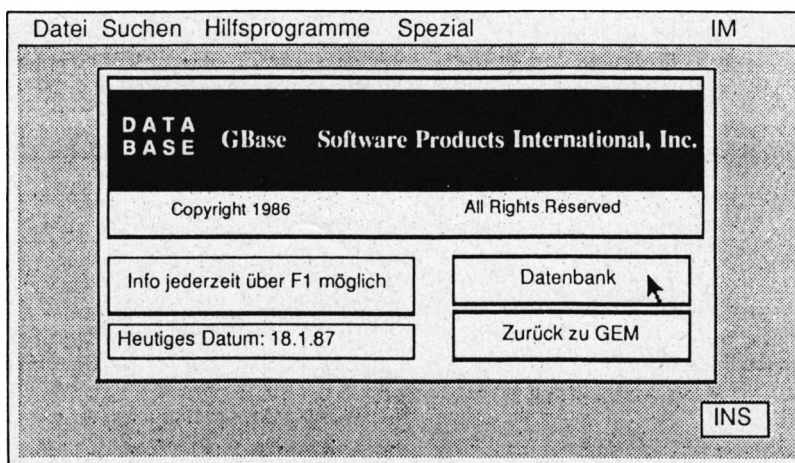 Datei Suchen Hilfsprogramme Spezial IM
DATA
BASE GBase Software Products International, Inc.
Copyright 1986 All Rights Reserved
Info jederzeit über F1 möglich
Datenbank
Heutiges Datum: 18.1.87
Zurück zu GEM
INS